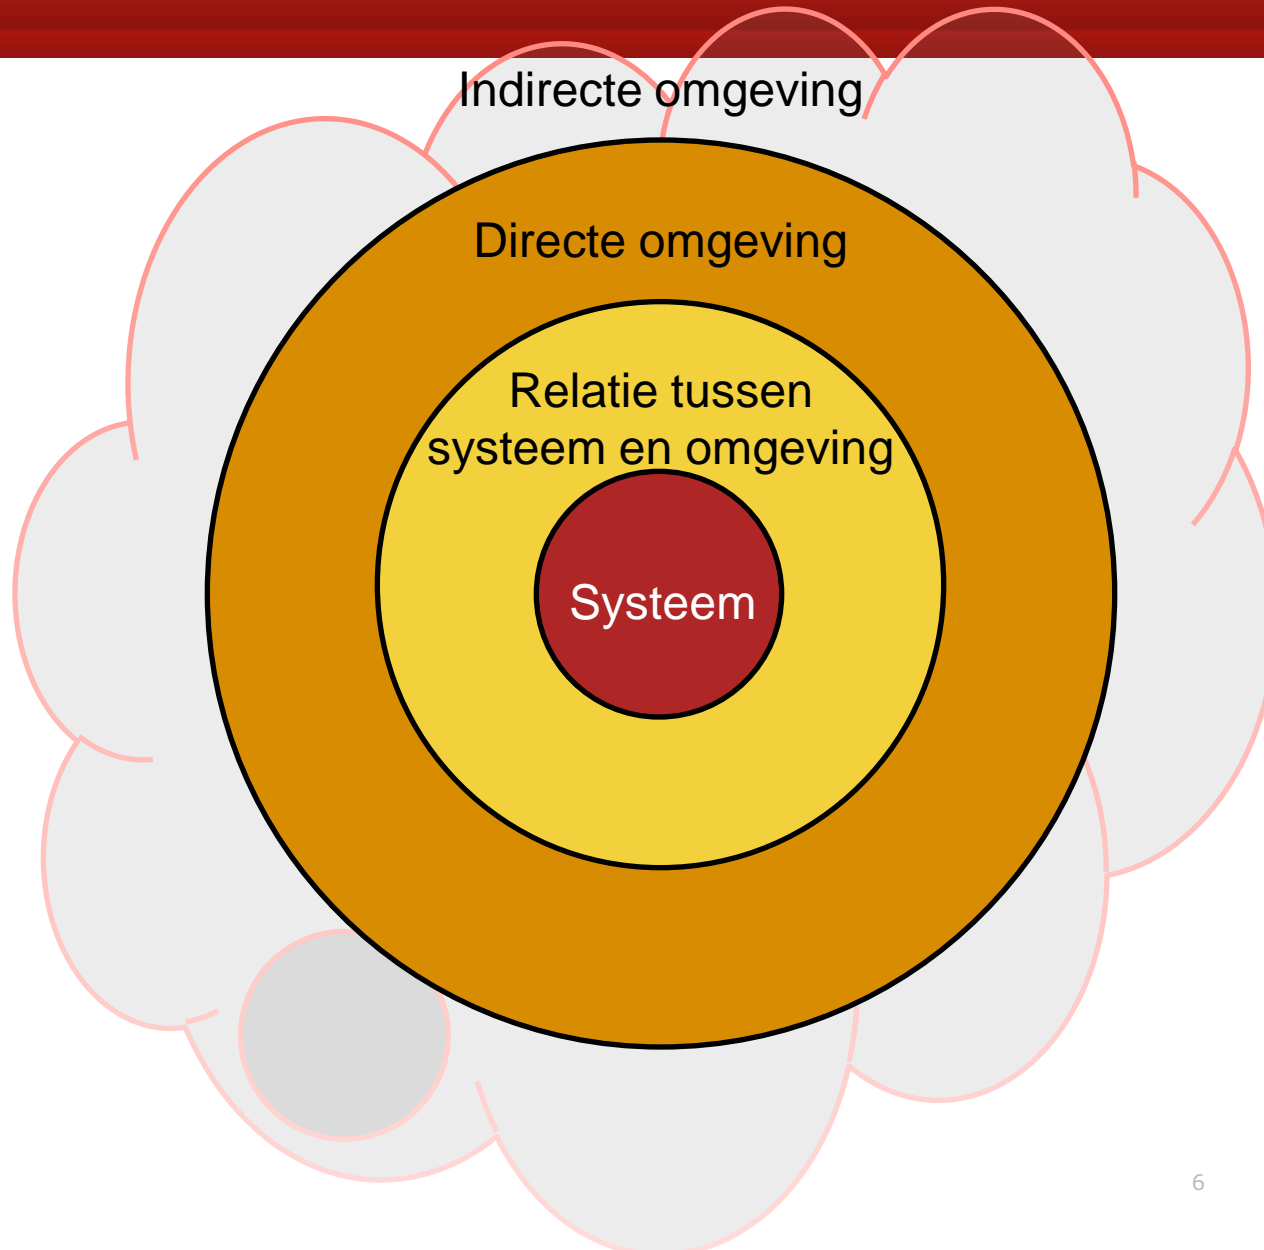 Indirecte omgeving
Directe omgeving
Relatie tussen
systeem en omgeving
Systeem
6